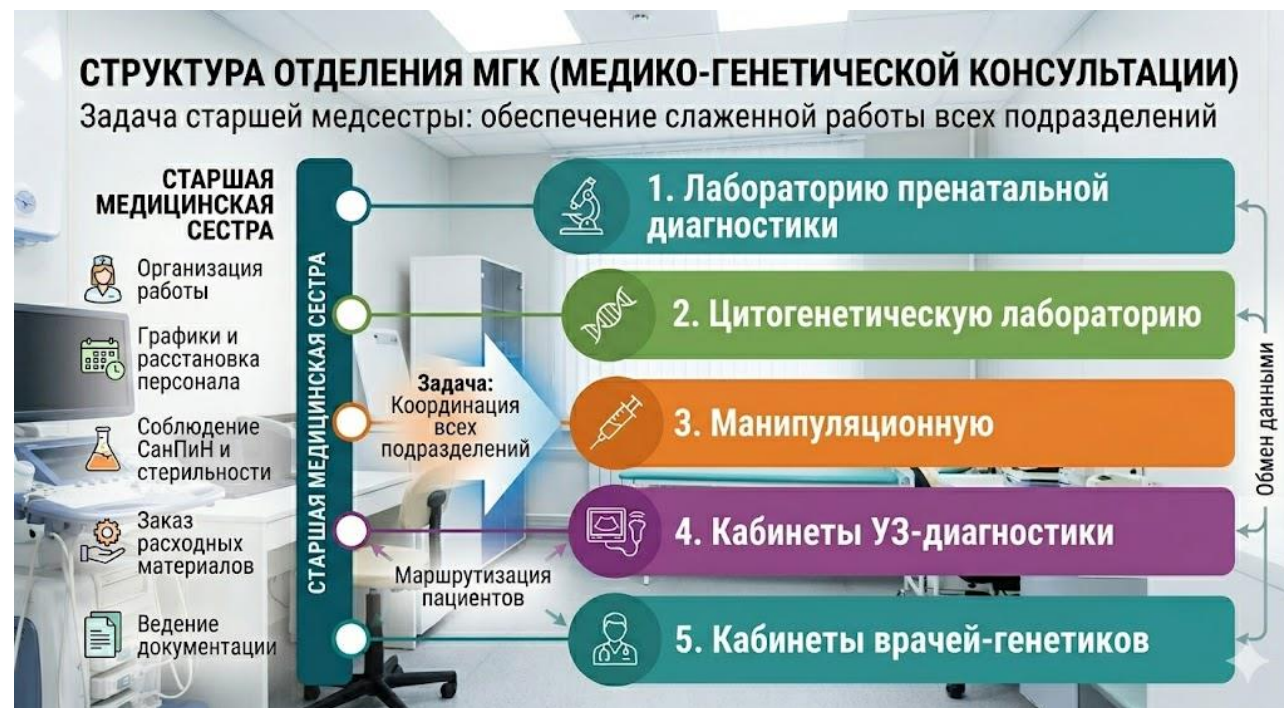 СТРУКТУРА ОТДЕЛЕНИЯ МГК (МЕДИКО-ГЕНЕТИЧЕСКОЙ КОНСУЛЬТАЦИИ)
Задача старшей медсестры: обеспечение слаженной работы всех подразделений
СТАРШАЯ
МЕДИЦИНСКАЯ
СЕСТРА
Организация
работы
Графики и
расстановка
персонала
Соблюдение
СанПиН и
стерильности
Заказ
расходных
материалов
Ведение
документации
СТАРШАЯ МЕДИЦИНСКАЯ СЕСТРА
Задача:
Координация
всех
подразделений
Маршрутизация
пациентов
1. Лабораторию пренатальной
диагностики
2. Цитогенетическую лабораторию
3. Манипуляционную
4. Кабинеты УЗ-диагностики
5. Кабинеты врачей-генетиков
Обмен данными